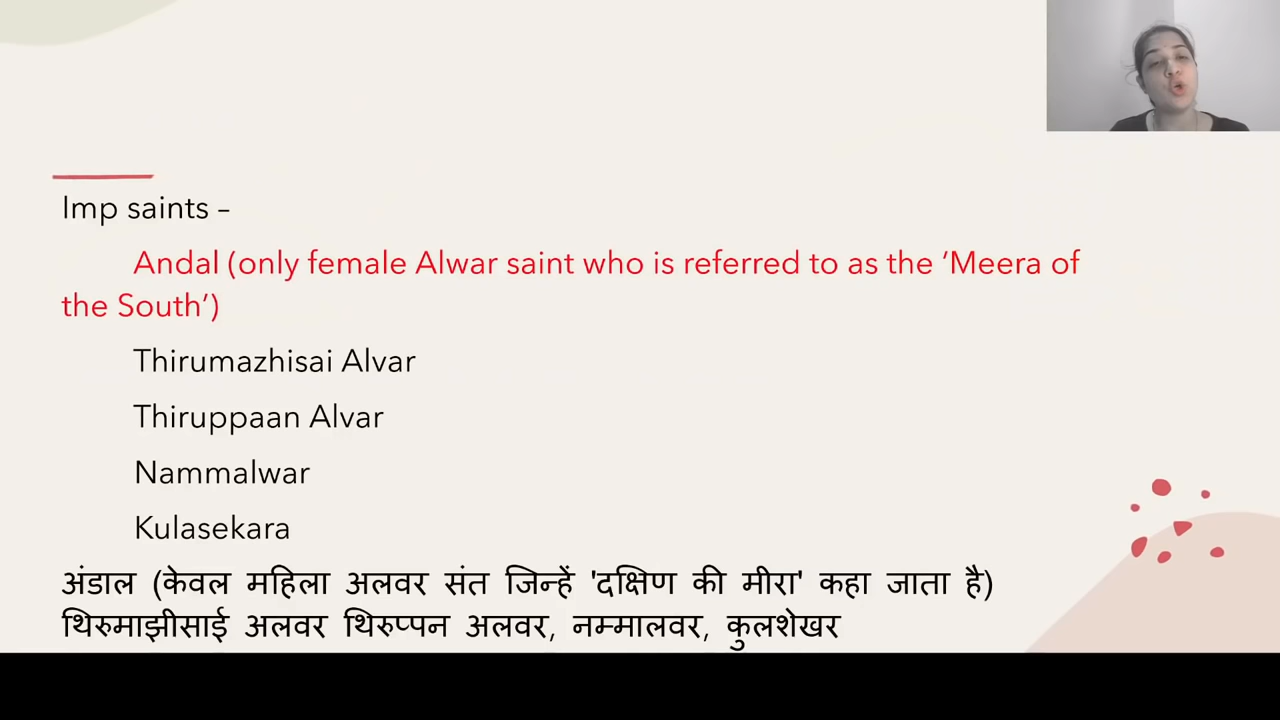 Imp saints –
Andal (only female Alwar saint who is referred to as the ‘Meera of
the South’)
Thirumazhisai Alvar
Thiruppaan Alvar
Nammalwar
Kulasekara
अंडाल (केवल महिला अलवर संत जिन्हें 'दक्षिण की मीरा' कहा जाता है)
थिरुमाझीसाई अलवर थिरुप्पन अलवर, नम्मालवर, कुलशेखर